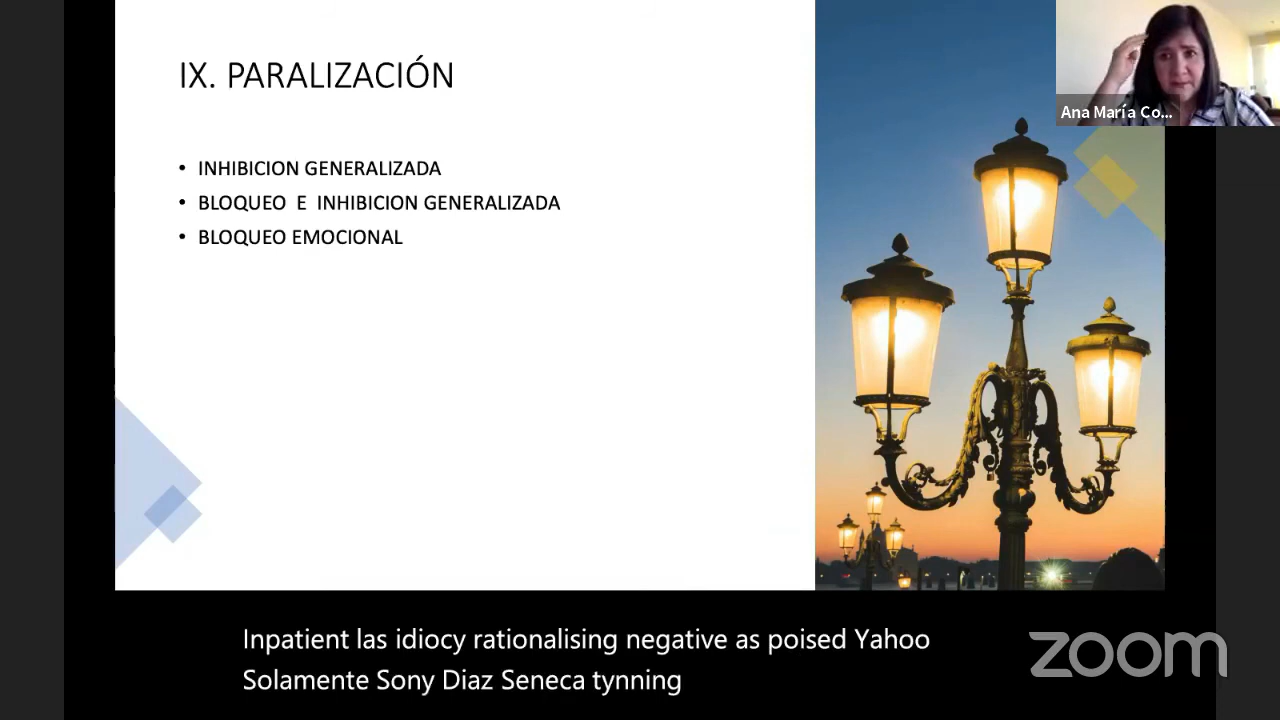 IX. PARALIZACIÓN
• INHIBICION GENERALIZADA
• BLOQUEO E INHIBICION GENERALIZADA
• BLOQUEO EMOCIONAL
Ana María Co...
Inpatient las idiocy rationalising negative as poised Yahoo
Solamente Sony Diaz Seneca tynning
zoom